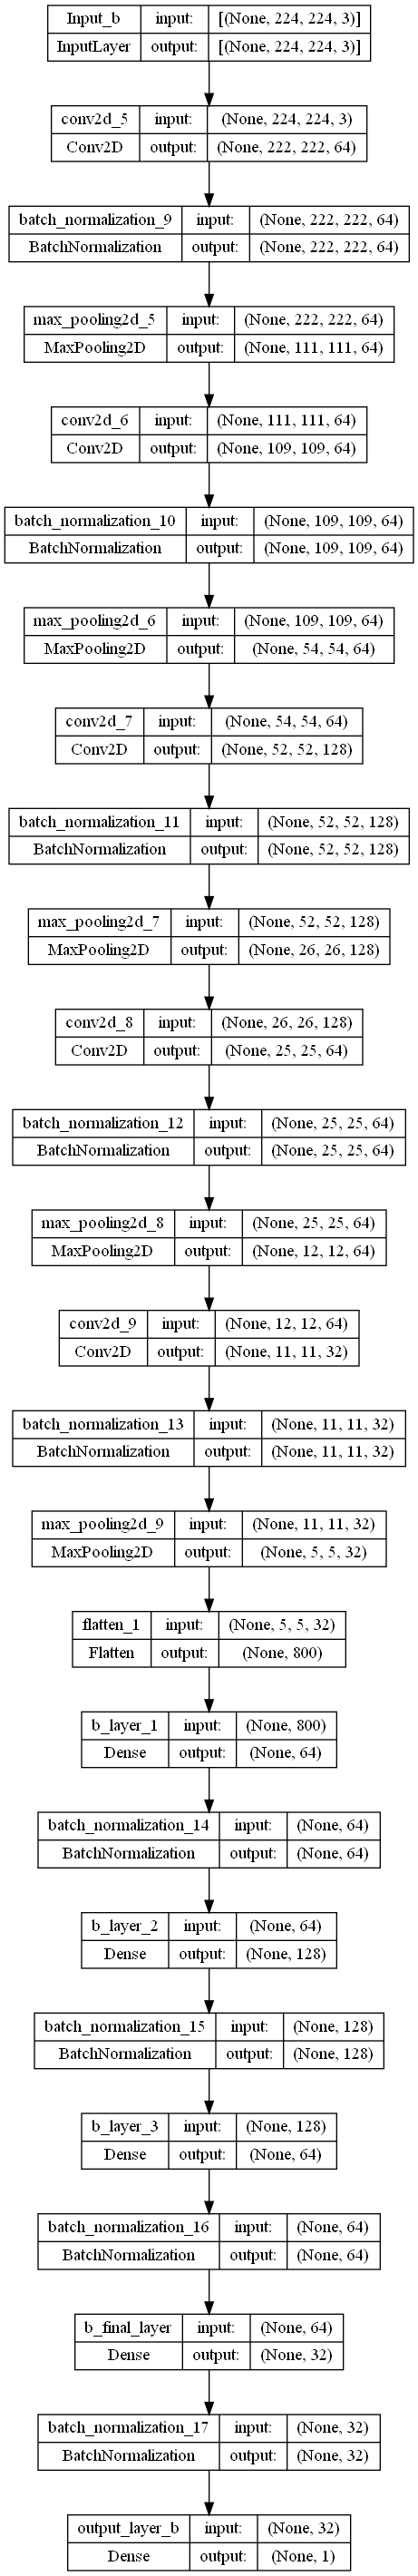 Input_b input: [(None, 224, 224, 3)]
InputLayer output: [(None, 224, 224, 3)]
conv2d_5 input: (None, 224, 224, 3)
Conv2D output: (None, 222, 222, 64)
batch_normalization_9 input: (None, 222, 222, 64)
BatchNormalization output: (None, 222, 222, 64)
max_pooling2d_5 input: (None, 222, 222, 64)
MaxPooling2D output: (None, 111, 111, 64)
conv2d_6 input: (None, 111, 111, 64)
Conv2D output: (None, 109, 109, 64)
batch_normalization_10 input: (None, 109, 109, 64)
BatchNormalization output: (None, 109, 109, 64)
max_pooling2d_6 input: (None, 109, 109, 64)
MaxPooling2D output: (None, 54, 54, 64)
conv2d_7 input: (None, 54, 54, 64)
Conv2D output: (None, 52, 52, 128)
batch_normalization_11 input: (None, 52, 52, 128)
BatchNormalization output: (None, 52, 52, 128)
max_pooling2d_7 input: (None, 52, 52, 128)
MaxPooling2D output: (None, 26, 26, 128)
conv2d_8 input: (None, 26, 26, 128)
Conv2D output: (None, 25, 25, 64)
batch_normalization_12 input: (None, 25, 25, 64)
BatchNormalization output: (None, 25, 25, 64)
max_pooling2d_8 input: (None, 25, 25, 64)
MaxPooling2D output: (None, 12, 12, 64)
conv2d_9 input: (None, 12, 12, 64)
Conv2D output: (None, 11, 11, 32)
batch_normalization_13 input: (None, 11, 11, 32)
BatchNormalization output: (None, 11, 11, 32)
max_pooling2d_9 input: (None, 11, 11, 32)
MaxPooling2D output: (None, 5, 5, 32)
flatten_1 input: (None, 5, 5, 32)
Flatten output: (None, 800)
b_layer_1 input: (None, 800)
Dense output: (None, 64)
batch_normalization_14 input: (None, 64)
BatchNormalization output: (None, 64)
b_layer_2 input: (None, 64)
Dense output: (None, 128)
batch_normalization_15 input: (None, 128)
BatchNormalization output: (None, 128)
b_layer_3 input: (None, 128)
Dense output: (None, 64)
batch_normalization_16 input: (None, 64)
BatchNormalization output: (None, 64)
b_final_layer input: (None, 64)
Dense output: (None, 32)
batch_normalization_17 input: (None, 32)
BatchNormalization output: (None, 32)
output_layer_b input: (None, 32)
Dense output: (None, 1)